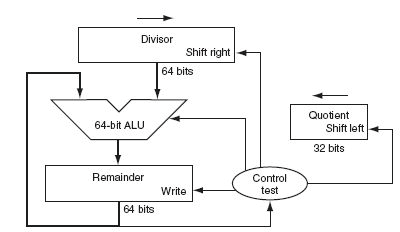 Divisor
Shift right
64 bits
Quotient
Shift left
32 bits
64-bit ALU
Remainder
Write
Control
test
64 bits